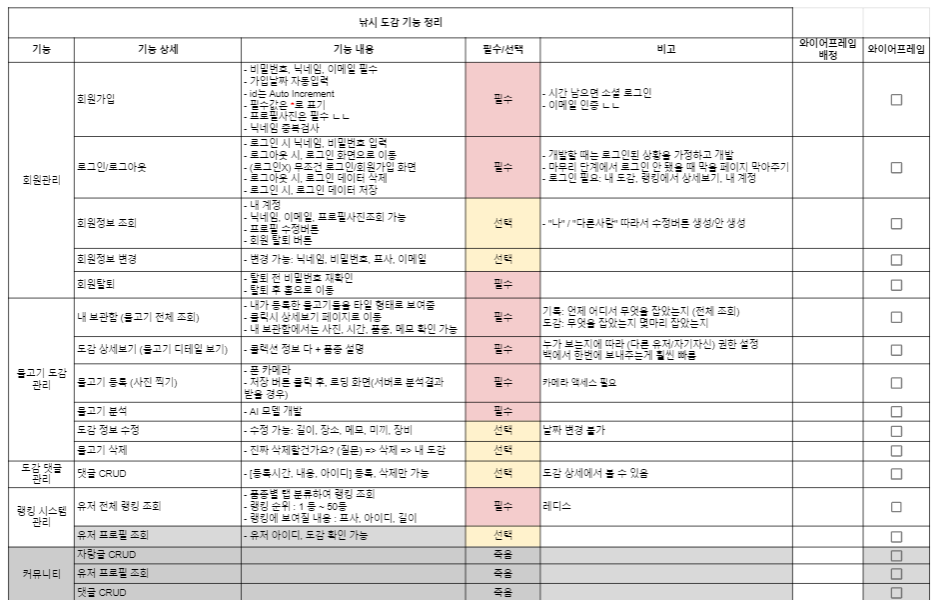 낚시 도감 기능 정리
기능 기능 상세 기능 내용 필수/선택 비고 와이어프레임 배정 와이어프레임
회원관리
회원가입
- 비밀번호, 닉네임, 이메일 필수
- 가입날짜 자동입력
- id는 Auto Increment
- 필수값은 *로 표기
- 프로필사진은 필수 ㄴㄴ
- 닉네임 중복검사
필수
- 시간 남으면 소셜 로그인
- 이메일 인증 ㄴㄴ
로그인/로그아웃
- 로그인 시 닉네임, 비밀번호 입력
- 로그아웃 시, 로그인 화면으로 이동
- (로그인X) 무조건 로그인/회원가입 화면
- 로그아웃 시, 로그인 데이터 삭제
- 로그인 시, 로그인 데이터 저장
필수
- 개발할 때는 로그인된 상황을 가정하고 개발
- 마무리 단계에서 로그인 안 됐을 때 막을 페이지 막아주기
- 로그인 필요: 내 도감, 랭킹에서 상세보기, 내 계정
회원정보 조회
- 내 계정
- 닉네임, 이메일, 프로필사진조회 가능
- 프로필 수정버튼
- 회원 탈퇴 버튼
선택
- "나" / "다른사람" 따라서 수정버튼 생성/안 생성
회원정보 변경
- 변경 가능: 닉네임, 비밀번호, 프사, 이메일
선택
회원탈퇴
- 탈퇴 전 비밀번호 재확인
- 탈퇴 후 홈으로 이동
필수
물고기 도감
관리
내 보관함 (물고기 전체 조회)
- 내가 등록한 물고기들을 타일 형태로 보여줌
- 클릭시 상세보기 페이지로 이동
- 내 보관함에서는 사진, 시간, 품종, 메모 확인 가능
필수
기록: 언제 어디서 무엇을 잡았는지 (전체 조회)
도감: 무엇을 잡았는지 몇마리 잡았는지
도감 상세보기 (물고기 디테일 보기)
- 콜렉션 정보 다 + 품종 설명
필수
누가 보는지에 따라 (다른 유저/자기자신) 권한 설정
백에서 한번에 보내주는게 훨씬 빠름
물고기 등록 (사진 찍기)
- 폰 카메라
- 저장 버튼 클릭 후, 로딩 화면(서버로 분석결과
받을 경우)
필수
카메라 액세스 필요
물고기 분석
- AI 모델 개발
필수
도감 정보 수정
- 수정 가능: 길이, 장소, 메모, 미끼, 장비
선택
날짜 변경 불가
물고기 삭제
- 진짜 삭제할건가요? (질문) => 삭제 => 내 도감
선택
도감 댓글
관리
댓글 CRUD
- [등록시간, 내용, 아이디] 등록, 삭제만 가능
선택
도감 상세에서 볼 수 있음
랭킹 시스템
관리
유저 전체 랭킹 조회
- 품종별 탭 분류하여 랭킹 조회
- 랭킹 순위 : 1 등 ~ 50등
- 랭킹에 보여질 내용 : 프사, 아이디, 길이
필수
레디스
유저 프로필 조회
- 유저 아이디, 도감 확인 가능
선택
커뮤니티
자랑글 CRUD
죽음
유저 프로필 조회
죽음
댓글 CRUD
죽음